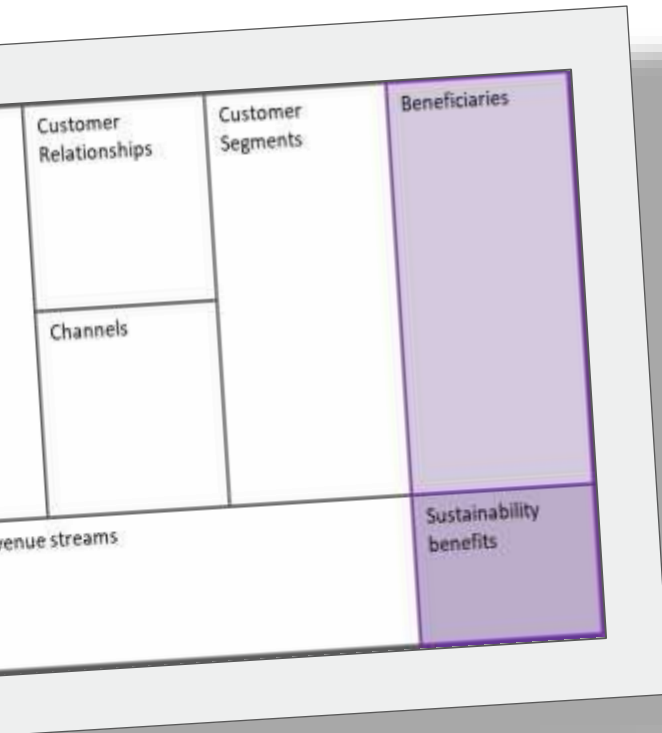 Customer
Relationships
Customer
Segments
Beneficiaries
Channels
venue streams
Sustainability
benefits